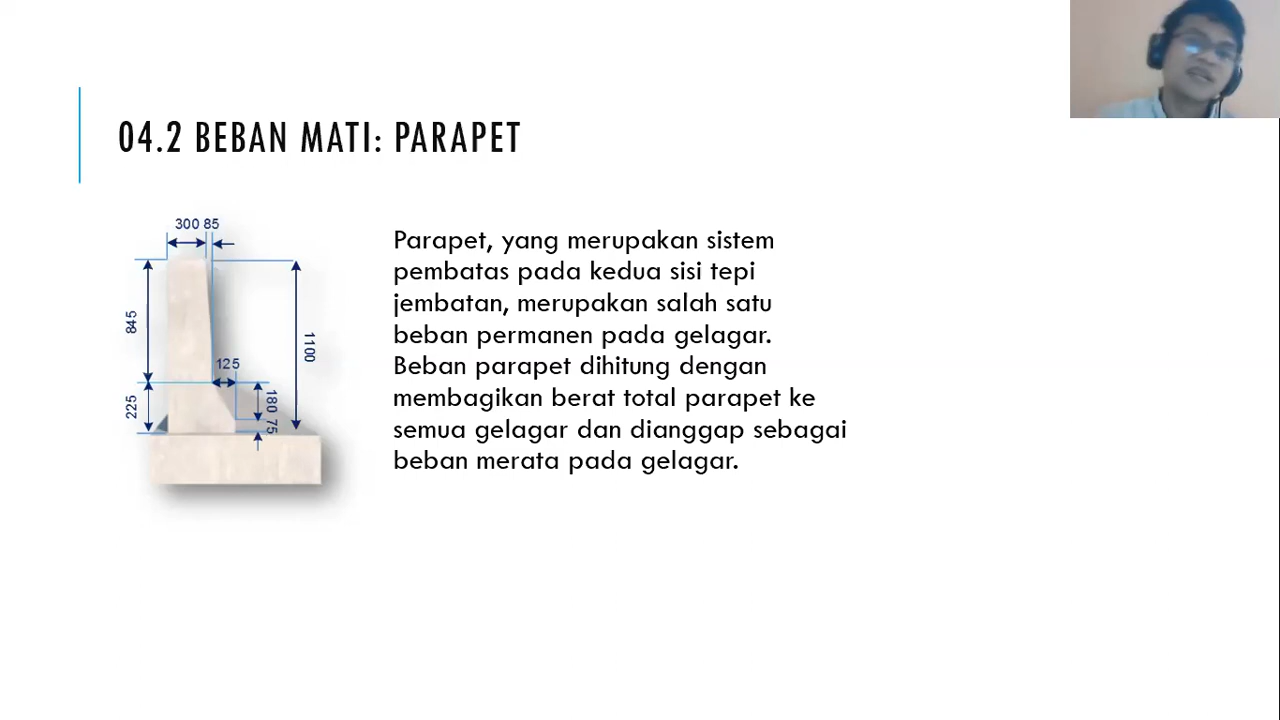 04.2 BEBAN MATI: PARAPET
300 85
845
1100
125
225
180 75
Parapet, yang merupakan sistem
pembatas pada kedua sisi tepi
jembatan, merupakan salah satu
beban permanen pada gelagar.
Beban parapet dihitung dengan
membagikan berat total parapet ke
semua gelagar dan dianggap sebagai
beban merata pada gelagar.